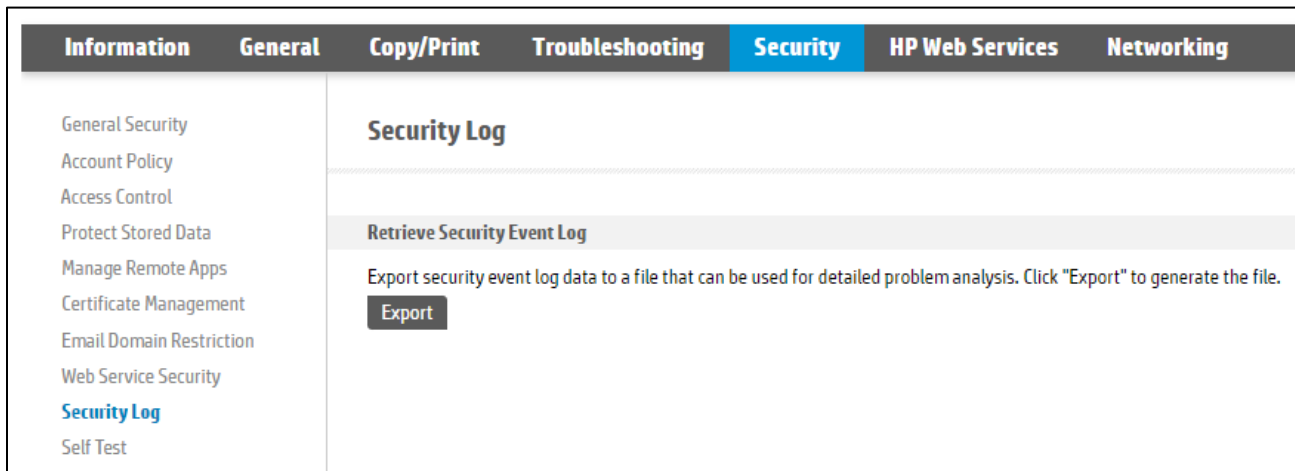 Information General Copy/Print Troubleshooting Security HP Web Services Networking
General Security
Account Policy
Access Control
Protect Stored Data
Manage Remote Apps
Certificate Management
Email Domain Restriction
Web Service Security
Security Log
Self Test
Security Log
Retrieve Security Event Log
Export security event log data to a file that can be used for detailed problem analysis. Click "Export" to generate the file.
Export